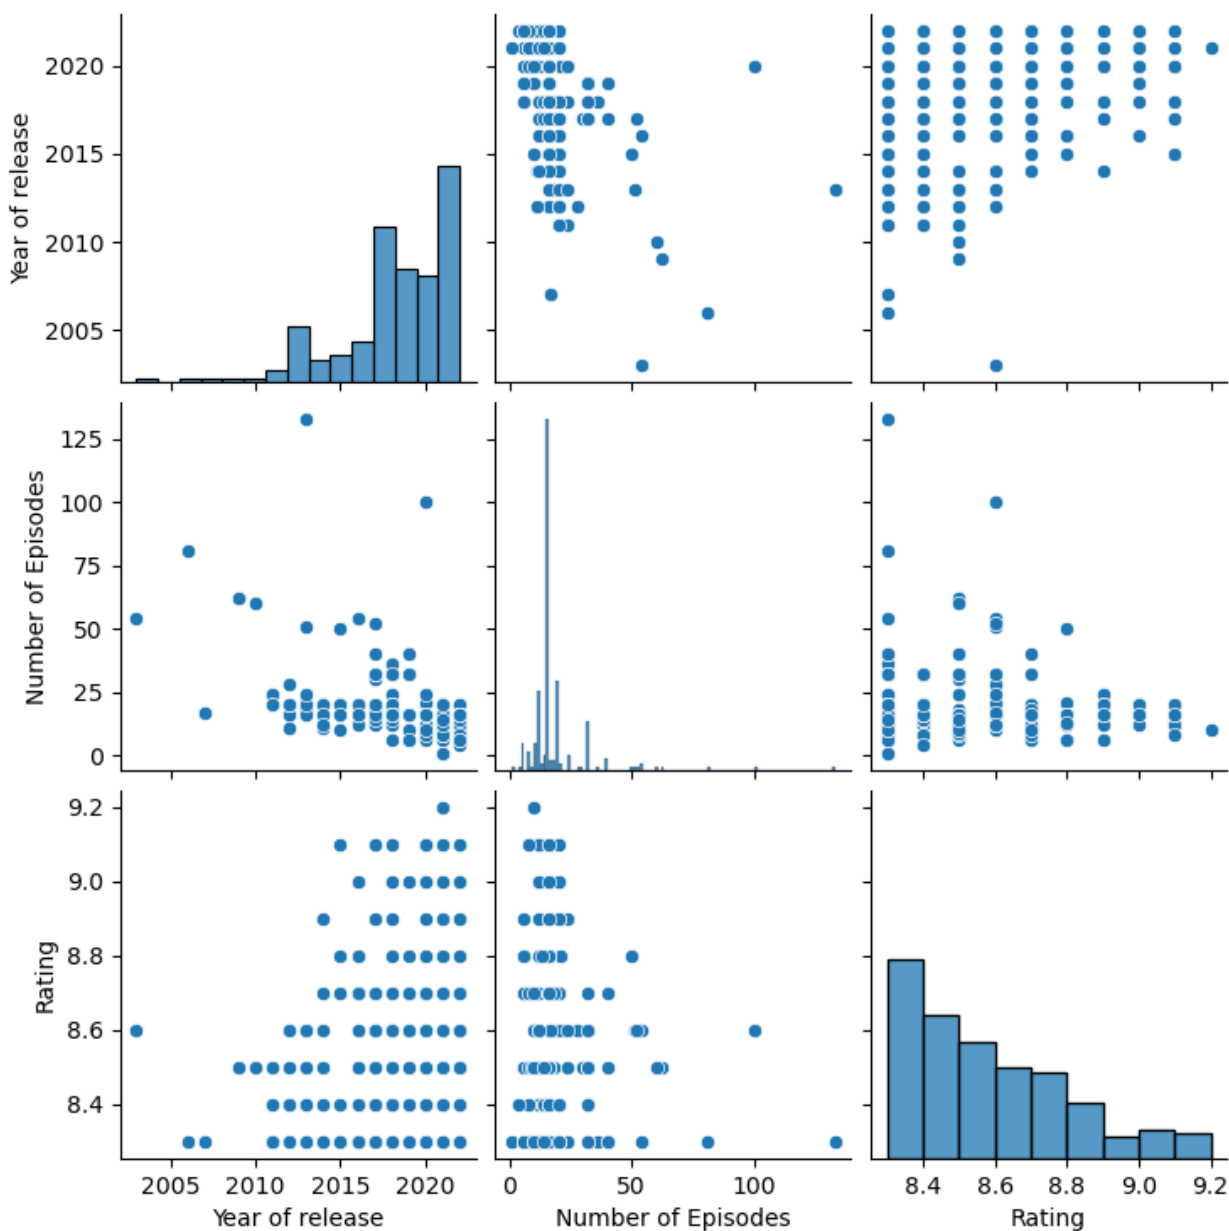 Year of release
2020
2015
2010
2005
Number of Episodes
125
100
75
50
25
0
Rating
9.2
9.0
8.8
8.6
8.4
2005 2010 2015 2020
Year of release
0 50 100
Number of Episodes
8.4 8.6 8.8 9.0 9.2
Rating